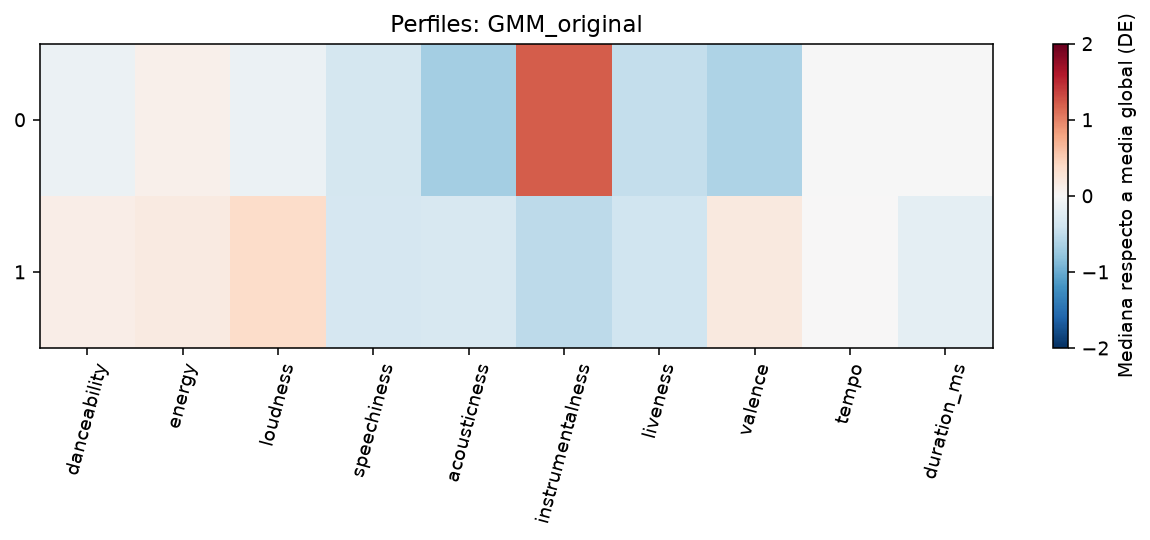 Perfiles: GMM_original
0
1
danceability
energy
loudness
speechiness
acousticness
instrumentalness
liveness
valence
tempo
duration_ms
2
1
0
−1
−2
Mediana respecto a media global (DE)